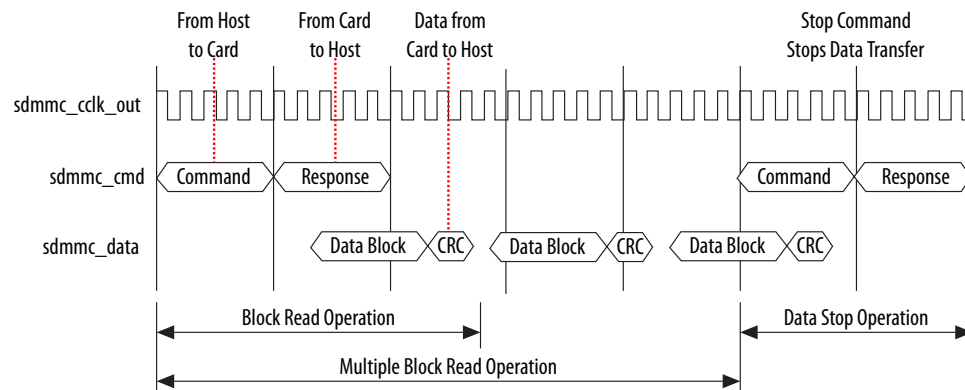 From Host
to Card
From Card
to Host
Data from
Card to Host
Stop Command
Stops Data Transfer
sdmmc_cclk_out
sdmmc_cmd
Command
Response
Command
Response
sdmmc_data
Data Block
CRC
Data Block
CRC
Data Block
CRC
Block Read Operation
Data Stop Operation
Multiple Block Read Operation